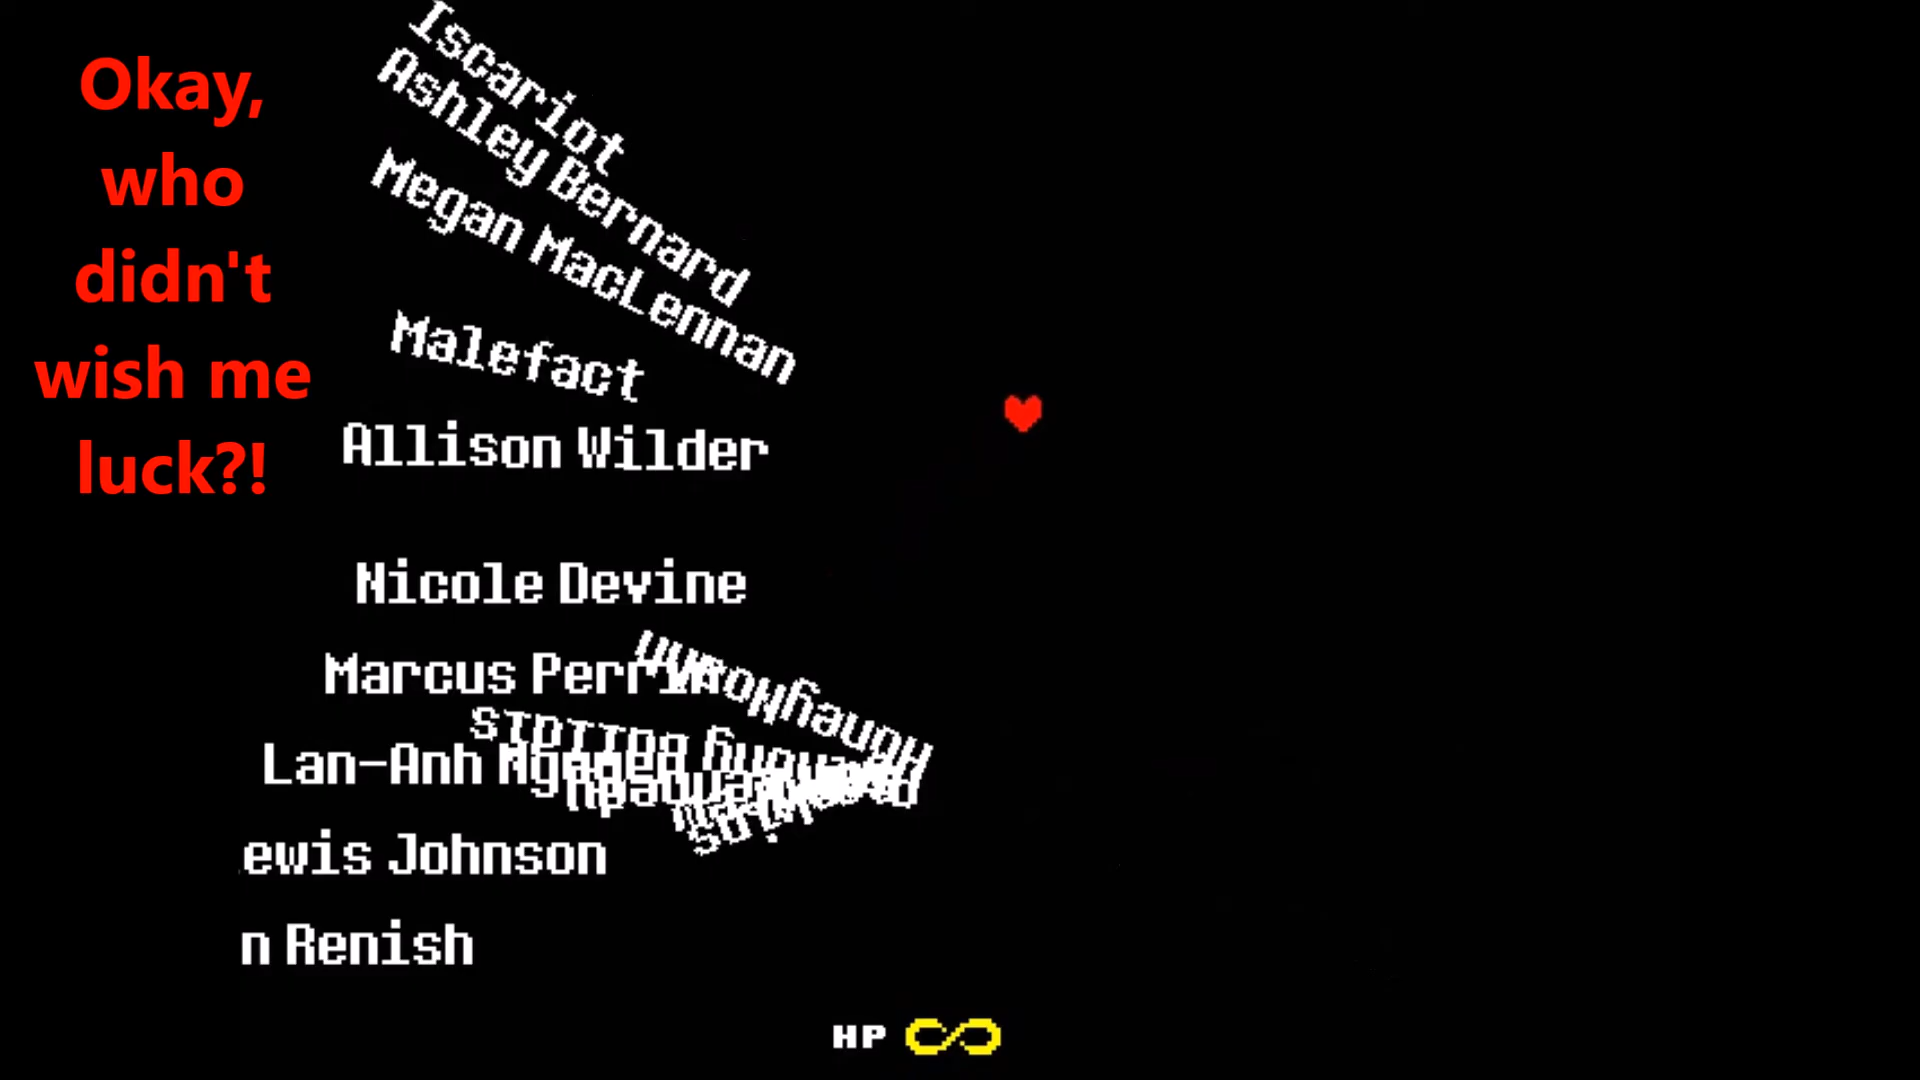 Okay,
who
didn't
wish me
luck?!
Iscariot
Ashley Bernard
Megan MacLennan
Malefact
Allison Wilder
Nicole Devine
Marcus
Lan-Anh
ewis Johnson
n Renish
HP ∞